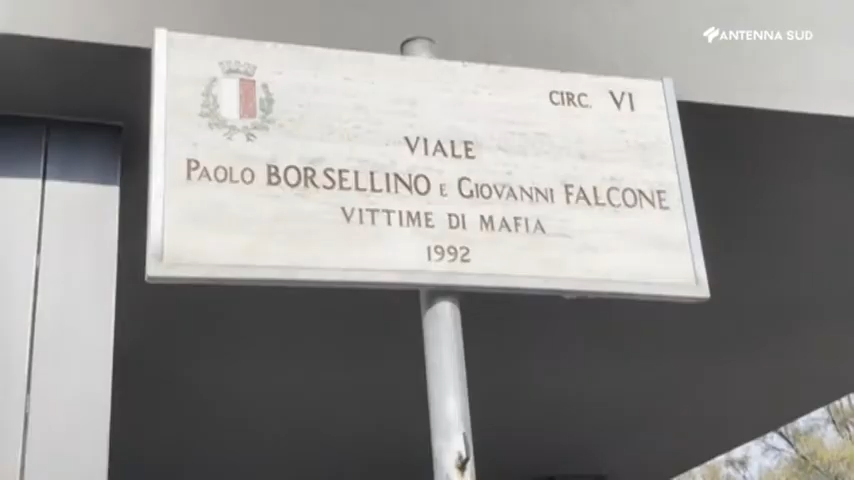 ANTENNA SUD
CIRC. VI
VIALE
PAOLO BORSELLINO E GIOVANNI FALCONE
VITTIME DI MAFIA
1992